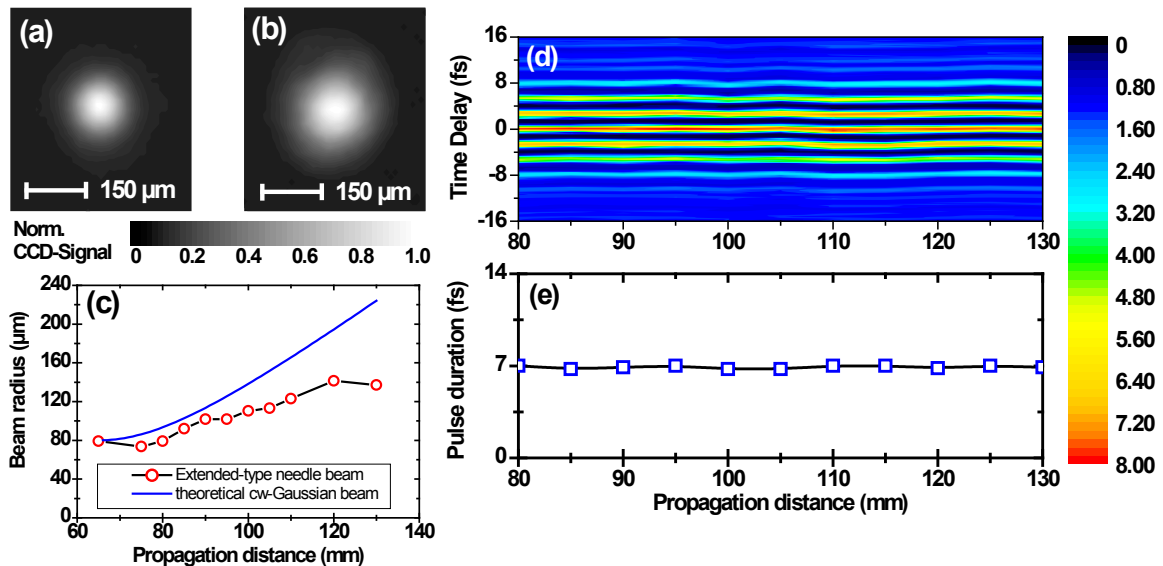 (a)
150 µm
(b)
150 µm
Norm.
CCD-Signal
0 0.2 0.4 0.6 0.8 1.0
(c)
Beam radius (µm)
240
200
160
120
80
40
0
Extended-type needle beam
theoretical cw-Gaussian beam
60 80 100 120 140
Propagation distance (mm)
(d)
Time Delay (fs)
16
8
0
-8
-16
80 90 100 110 120 130
(e)
Pulse duration (fs)
14
7
0
80 90 100 110 120 130
Propagation distance (mm)
0
0.80
1.60
2.40
3.20
4.00
4.80
5.60
6.40
7.20
8.00